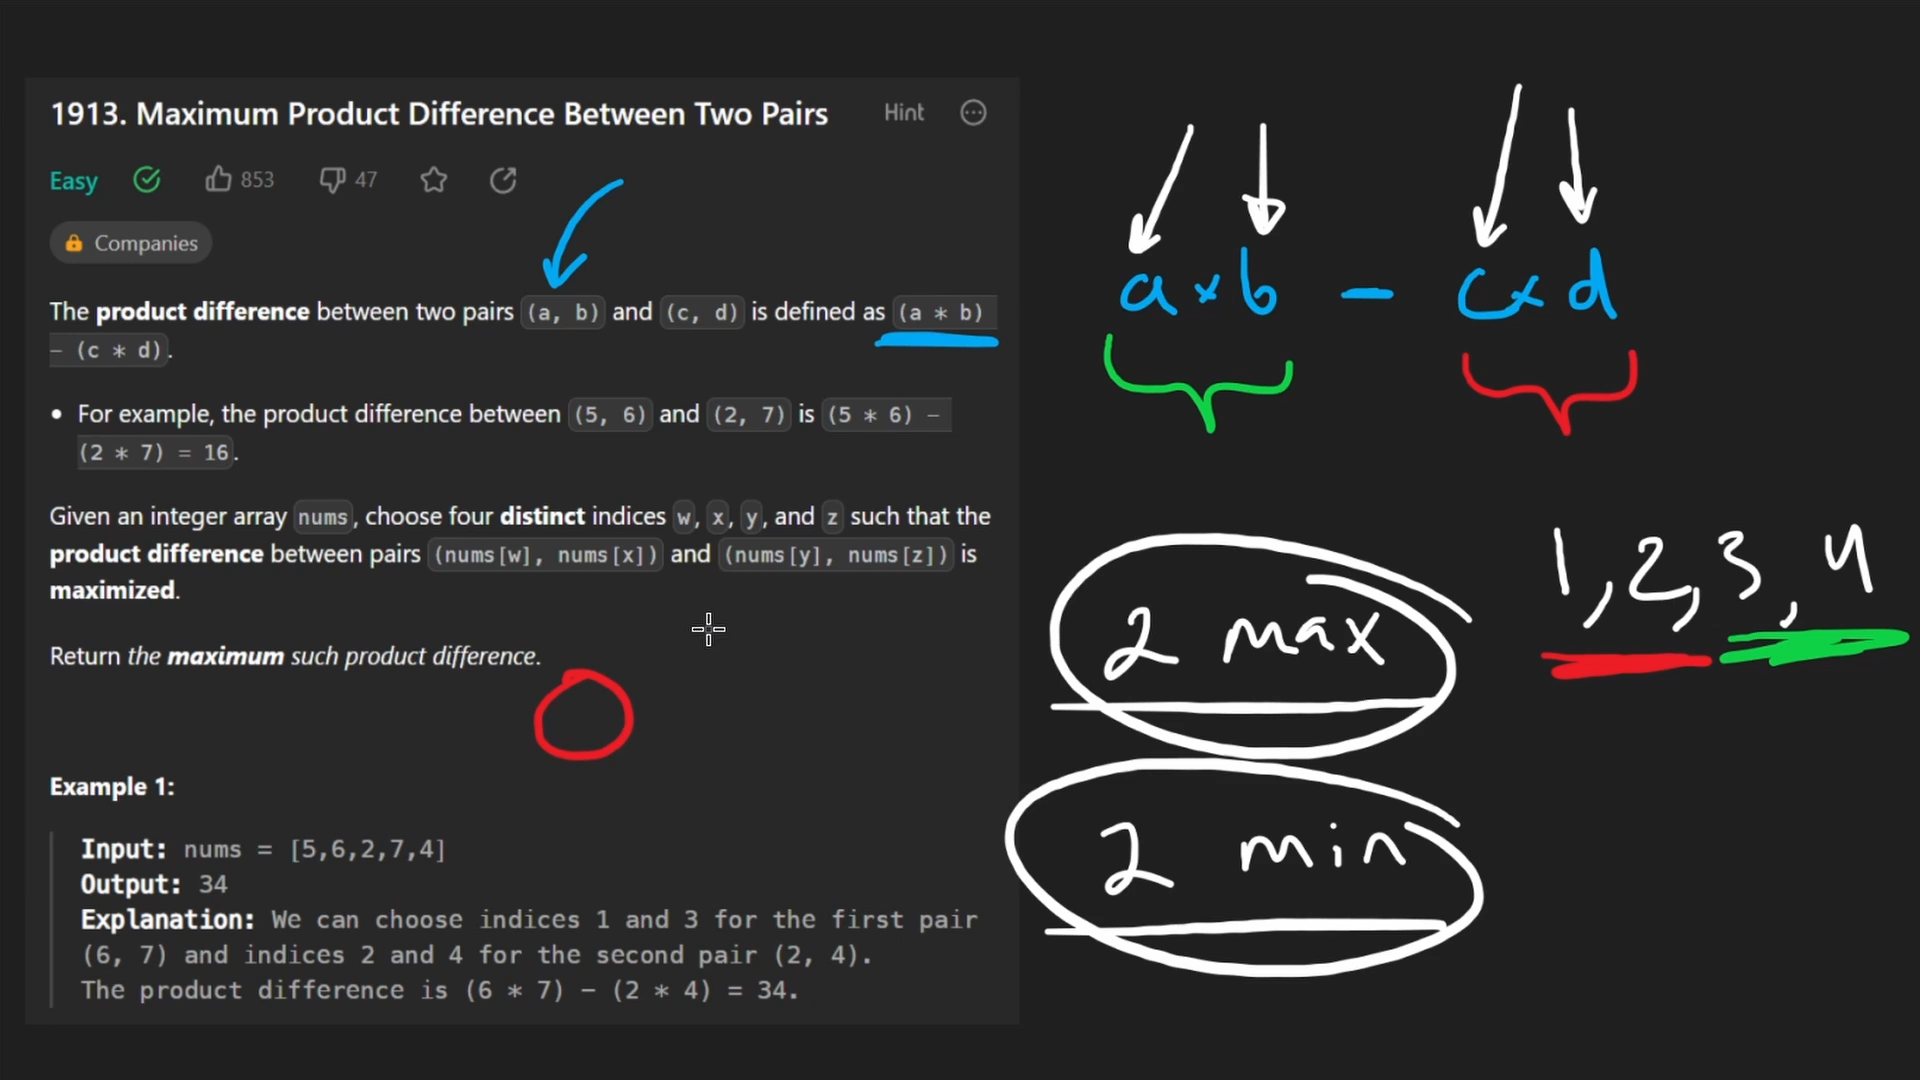 1913. Maximum Product Difference Between Two Pairs Hint
Easy 853 47
Companies
The product difference between two pairs (a, b) and (c, d) is defined as (a * b)
- (c * d).
• For example, the product difference between (5, 6) and (2, 7) is (5 * 6) -
(2 * 7) = 16.
Given an integer array nums, choose four distinct indices w, x, y, and z such that the
product difference between pairs (nums[w], nums[x]) and (nums[y], nums[z]) is
maximized.
Return the maximum such product difference.
Example 1:
Input: nums = [5,6,2,7,4]
Output: 34
Explanation: We can choose indices 1 and 3 for the first pair
(6, 7) and indices 2 and 4 for the second pair (2, 4).
The product difference is (6 * 7) - (2 * 4) = 34.
a x b - c x d
1, 2, 3, 4
2 max
2 min